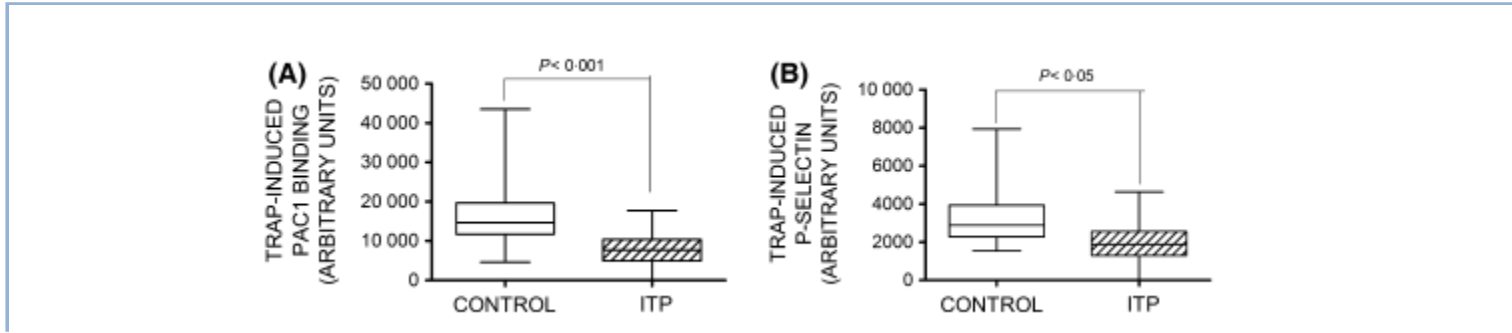 (A)
P< 0·001
TRAP-INDUCED
PAC1 BINDING
(ARBITRARY UNITS)
50 000
40 000
30 000
20 000
10 000
0
CONTROL
ITP
(B)
P< 0·05
TRAP-INDUCED
P-SELECTIN
(ARBITRARY UNITS)
10 000
8000
6000
4000
2000
0
CONTROL
ITP